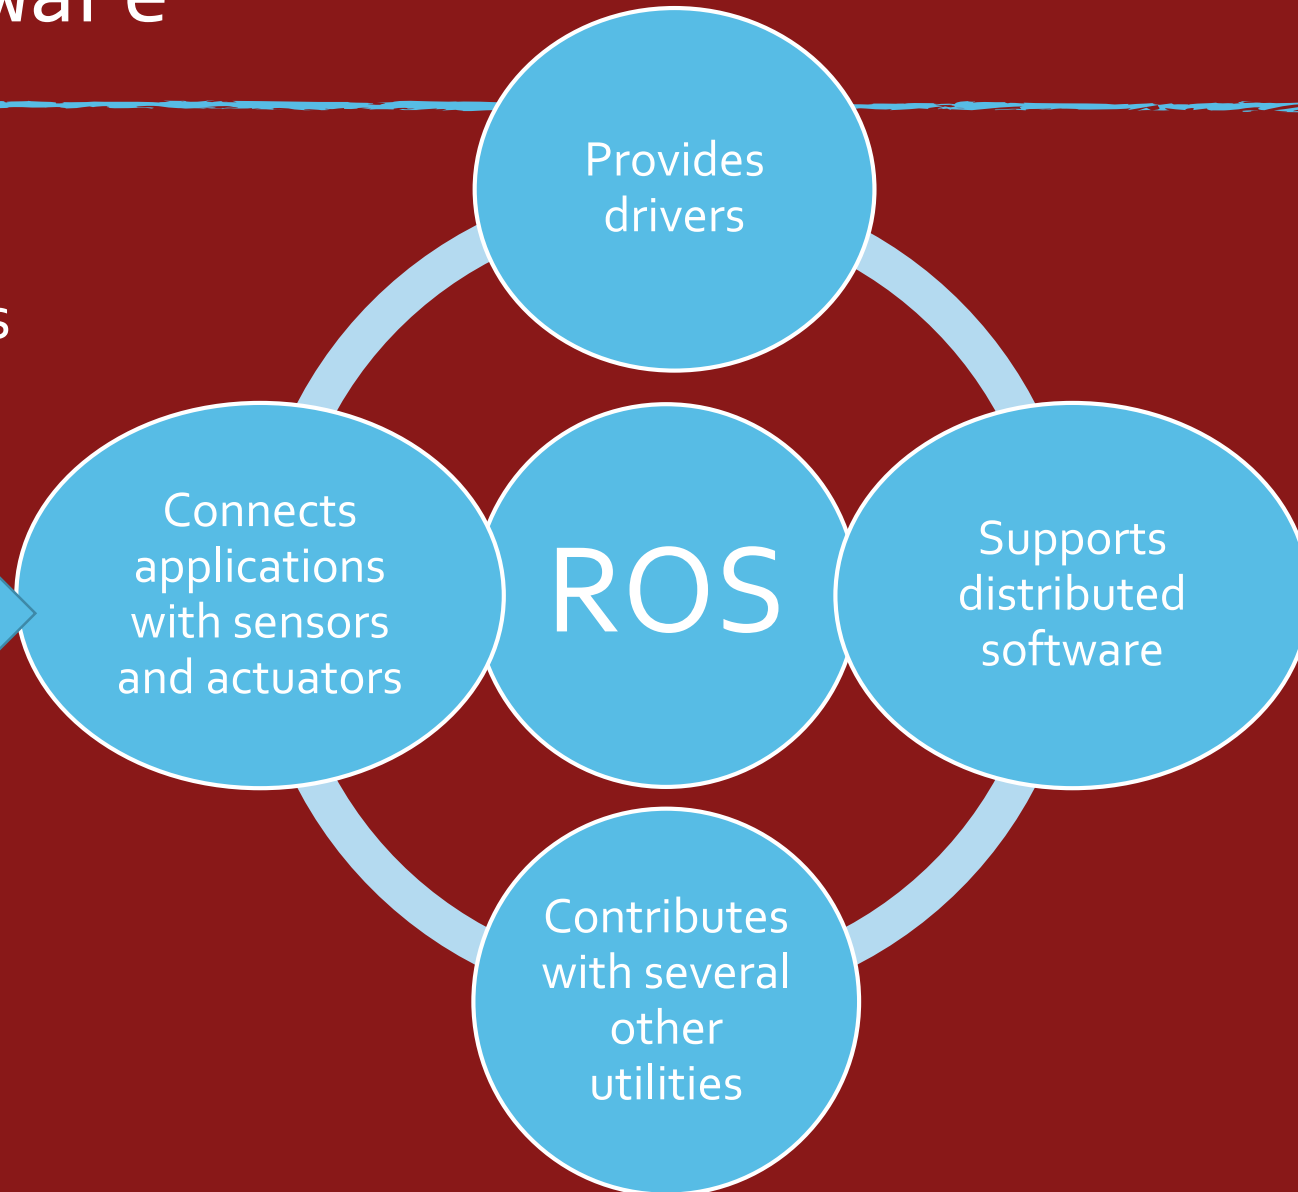 Provides
drivers
Connects
applications
with sensors
and actuators
ROS
Supports
distributed
software
Contributes
with several
other
utilities